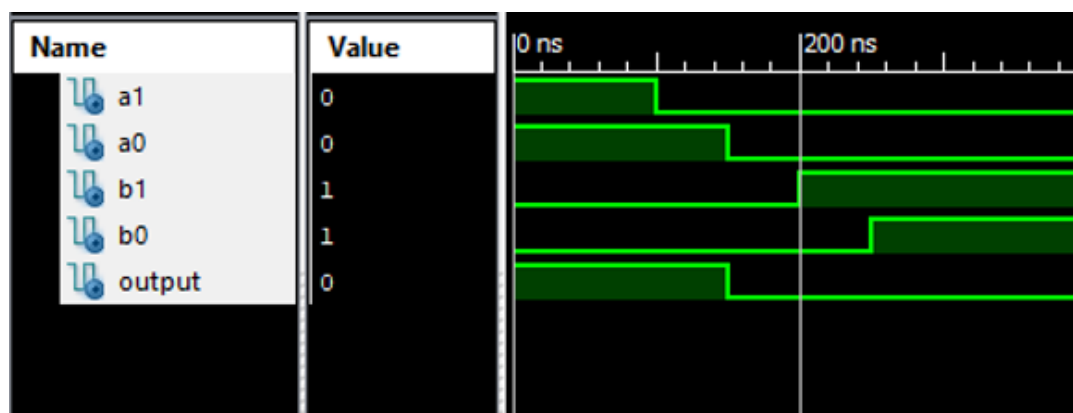 Name Value 0 ns 200 ns
a1 0
a0 0
b1 1
b0 1
output 0